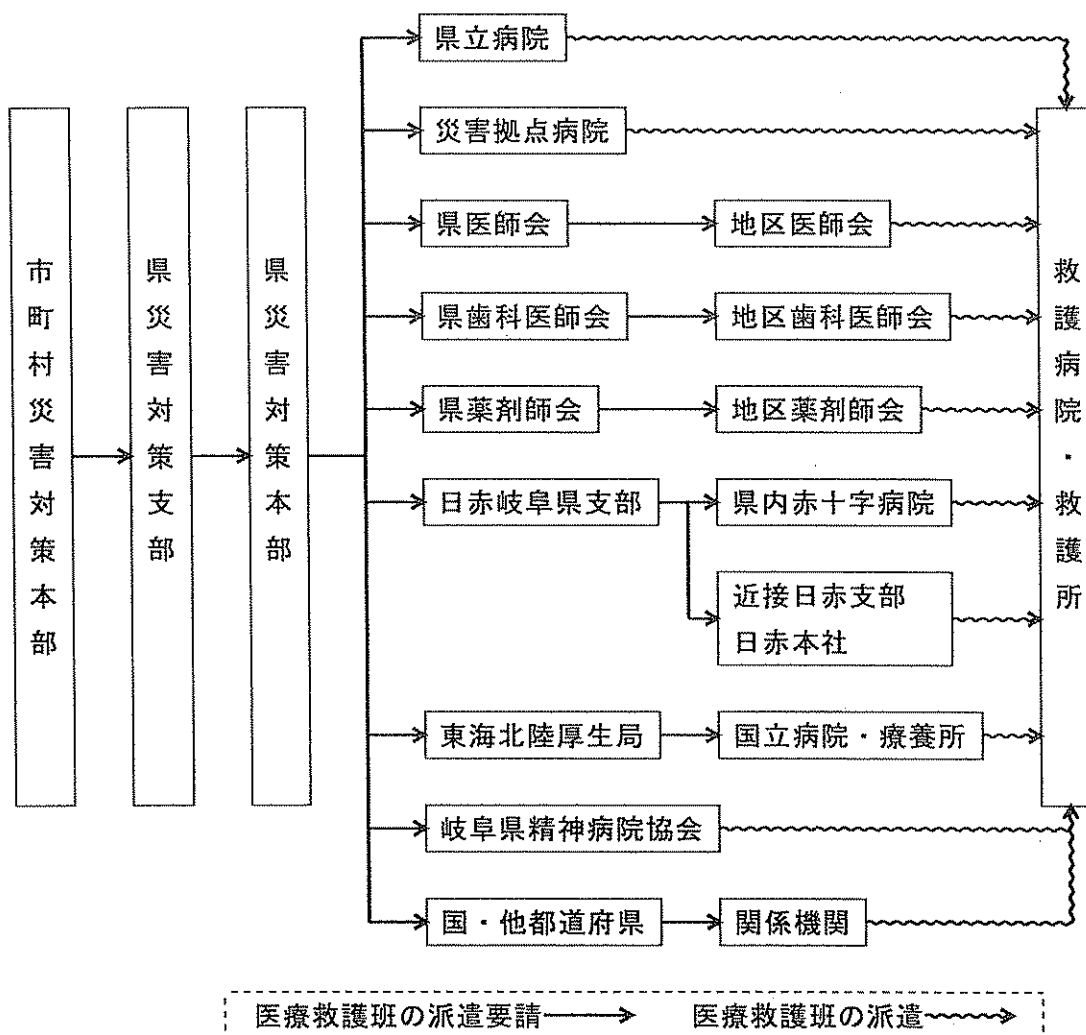 市町村災害対策本部
県災害対策支部
県災害対策本部
県立病院
災害拠点病院
県医師会
地区医師会
県歯科医師会
地区歯科医師会
県薬剤師会
地区薬剤師会
日赤岐阜県支部
県内赤十字病院
近接日赤支部
日赤本社
東海北陸厚生局
国立病院・療養所
岐阜県精神病院協会
国・他都道府県
関係機関
救護病院・救護所
医療救護班の派遣要請
医療救護班の派遣